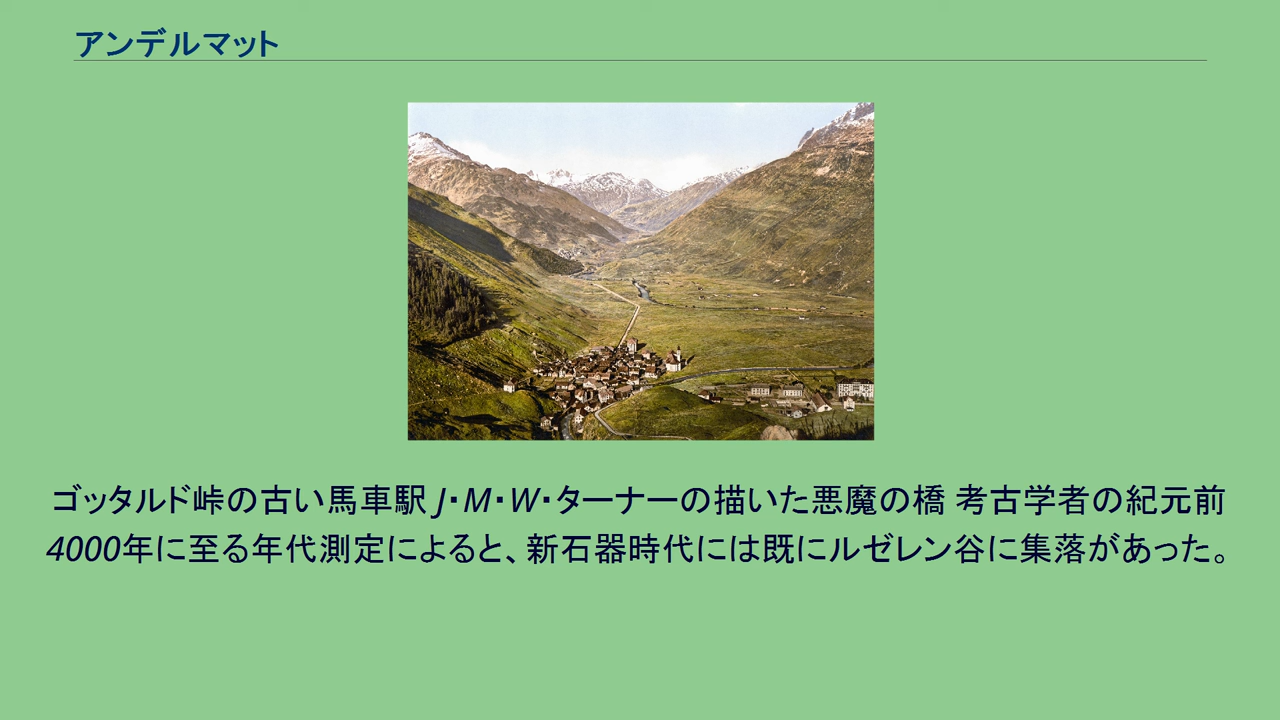 アンデルマット
ゴッタルド峠の古い馬車駅 J・M・W・ターナーの描いた悪魔の橋 考古学者の紀元前
4000年に至る年代測定によると、新石器時代には既にルゼレン谷に集落があった。